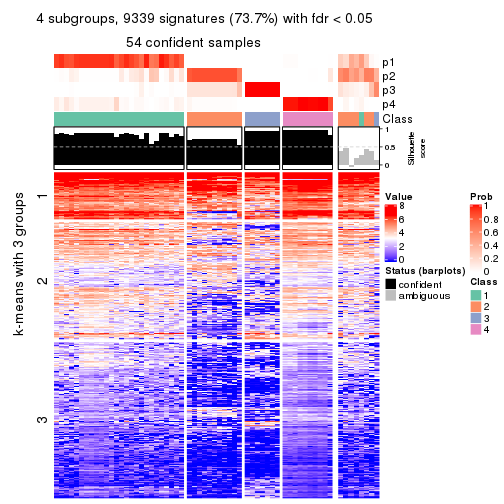 4 subgroups, 9339 signatures (73.7%) with fdr < 0.05
54 confident samples
p1
p2
p3
p4
Class
1
0.5
0
Silhouette
score
k-means with 3 groups
1
2
3
Value
8
6
4
2
0
Status (barplots)
confident
ambiguous
Prob
1
0.8
0.6
0.4
0.2
0
Class
1
2
3
4